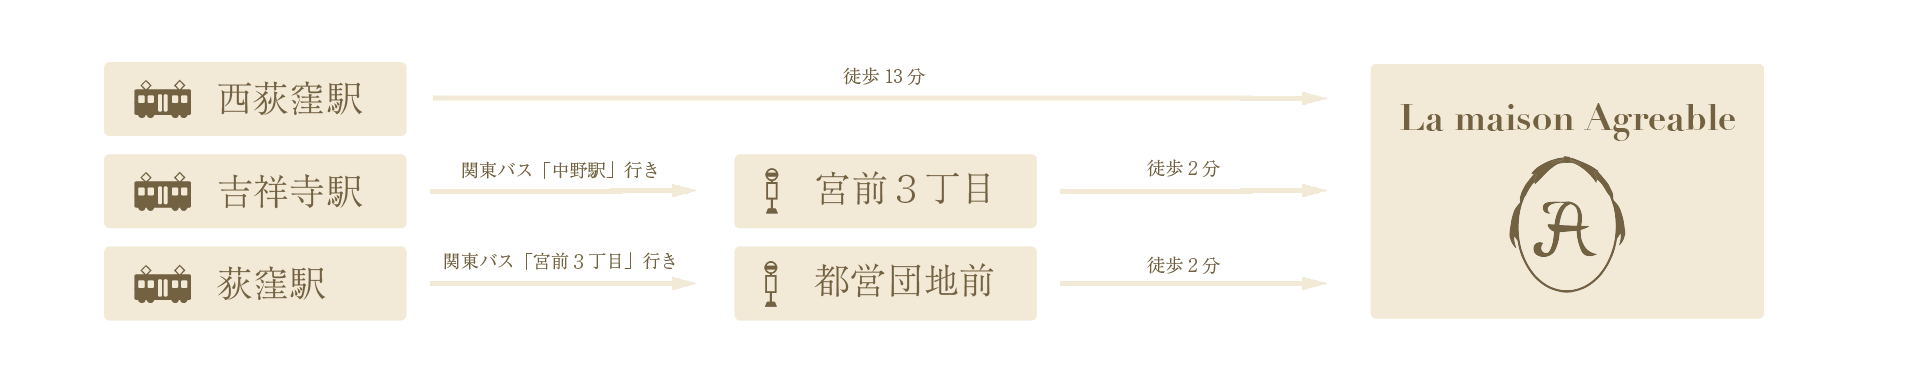 西荻窪駅
徒歩 13 分
吉祥寺駅
関東バス「中野駅」行き
宮前３丁目
徒歩 2 分
荻窪駅
関東バス「宮前３丁目」行き
都営団地前
徒歩 2 分
La maison Agreable
A